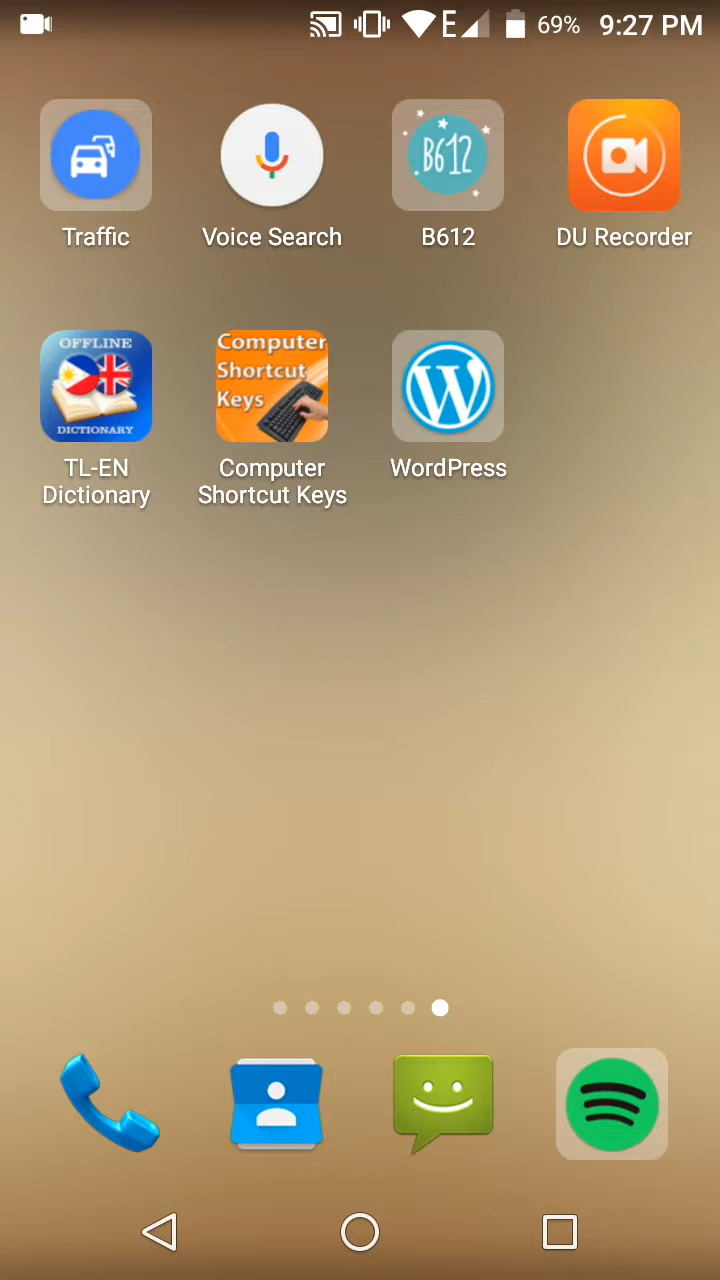 E 69% 9:27 PM
B612
Traffic Voice Search B612 DU Recorder
OFFLINE
DICTIONARY
Computer
Shortcut
Keys
W
TL-EN
Dictionary
Computer
Shortcut Keys
WordPress